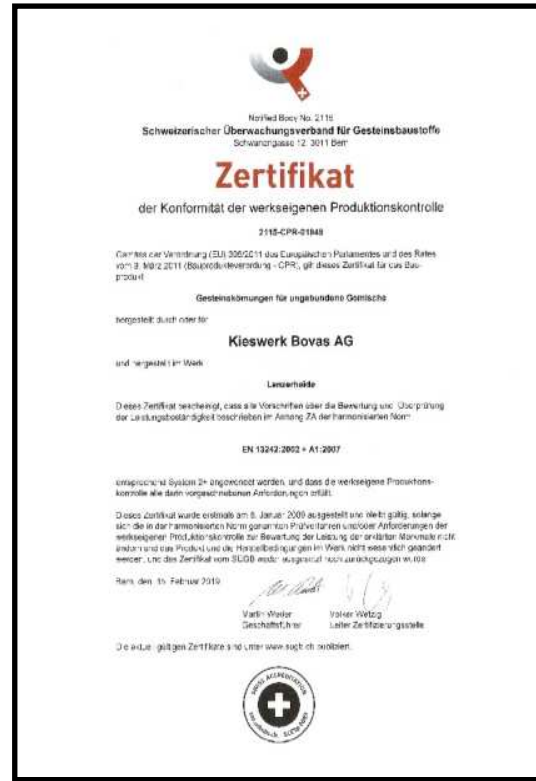 Notified Body No. 2115
Schweizerischer Überwachungsverband für Gesteinsbaustoffe
Schwanengasse 12, 3011 Bern
Zertifikat
der Konformität der werkseigenen Produktionskontrolle
2115-CPR-01048
Gemäss der Verordnung (EU) 305/2011 des Europäischen Parlamentes und des Rates
vom 9. März 2011 (Bauprodukteverordnung - CPR), gilt dieses Zertifikat für das Bau-
produkt
Gesteinskörnungen für ungebundene Gemische
hergestellt durch oder für
Kieswerk Bovas AG
und hergestellt im Werk
Lenzerheide
Dieses Zertifikat bescheinigt, dass alle Vorschriften über die Bewertung und Überprüfung
der Leistungsbeständigkeit beschrieben im Anhang ZA der harmonisierten Norm
EN 13242:2002 + A1:2007
entsprechend System 2+ angewendet werden, und dass die werkseigene Produktions-
kontrolle alle darin vorgeschriebenen Anforderungen erfüllt.
Dieses Zertifikat wurde erstmals am 8. Januar 2009 ausgestellt und bleibt gültig, solange
sich die in der harmonisierten Norm genannten Prüfverfahren und/oder Anforderungen der
werkseigenen Produktionskontrolle zur Bewertung der Leistung der erklärten Merkmale nicht
ändern und das Produkt und die Herstellbedingungen im Werk nicht wesentlich geändert
werden, und das Zertifikat vom SÜGB weder ausgesetzt noch zurückgezogen wurde
Bern, den 15. Februar 2019
Martin Weder Volker Wetzig
Geschäftsführer Leiter Zertifizierungsstelle
Die aktuell gültigen Zertifikate sind unter www.sugb.ch publiziert.
SWISS ACCREDITATION